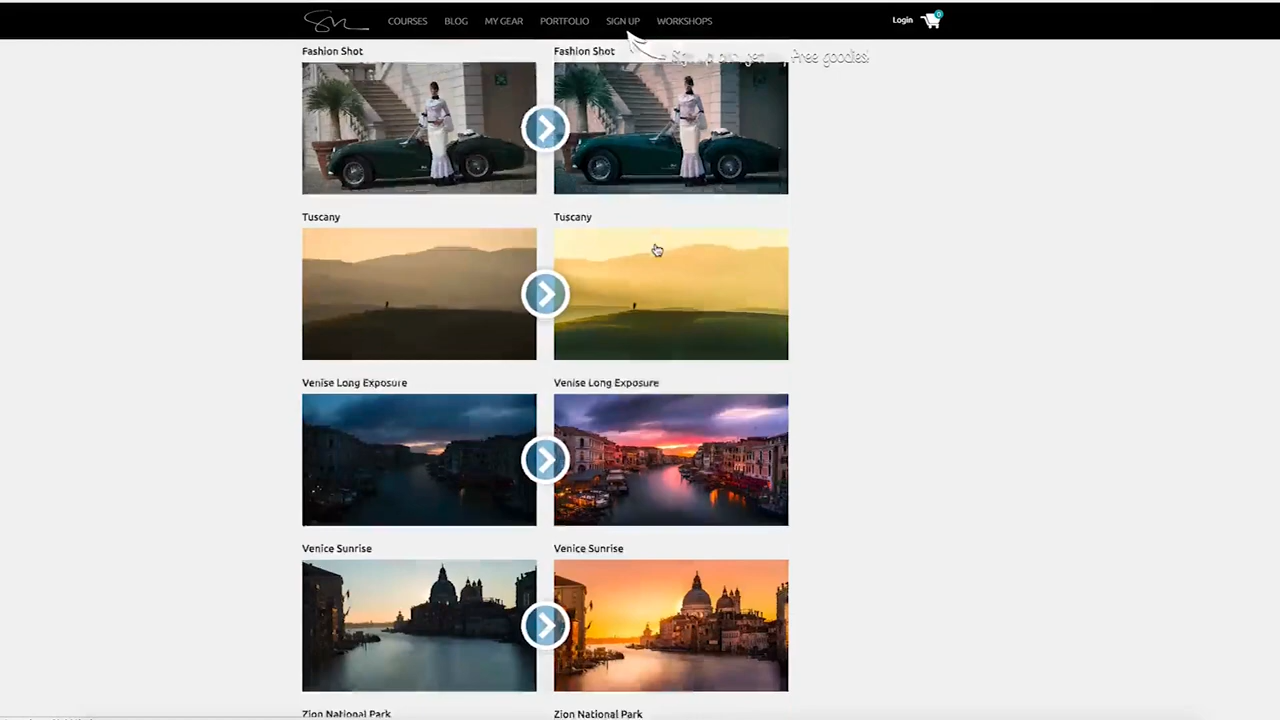 COURSES BLOG MY GEAR PORTFOLIO SIGN UP WORKSHOPS Login 0
Free goodies!
Fashion Shot Fashion Shot
Tuscany Tuscany
Venise Long Exposure Venise Long Exposure
Venice Sunrise Venice Sunrise
Zion National Park Zion National Park